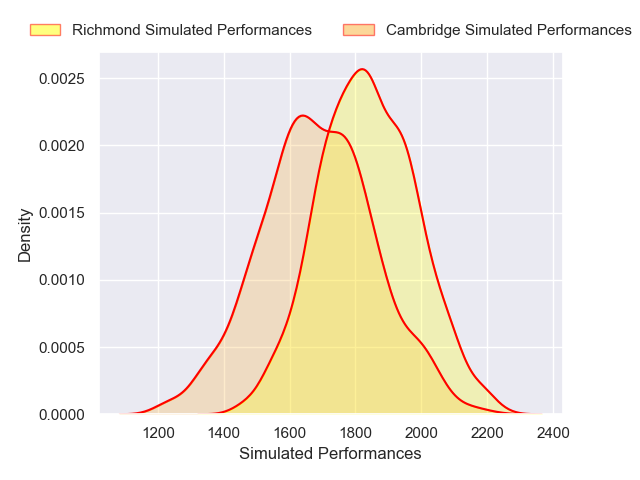 Richmond Simulated Performances Cambridge Simulated Performances
0.0025
0.0020
0.0015
0.0010
0.0005
0.0000
Density
1200 1400 1600 1800 2000 2200 2400
Simulated Performances